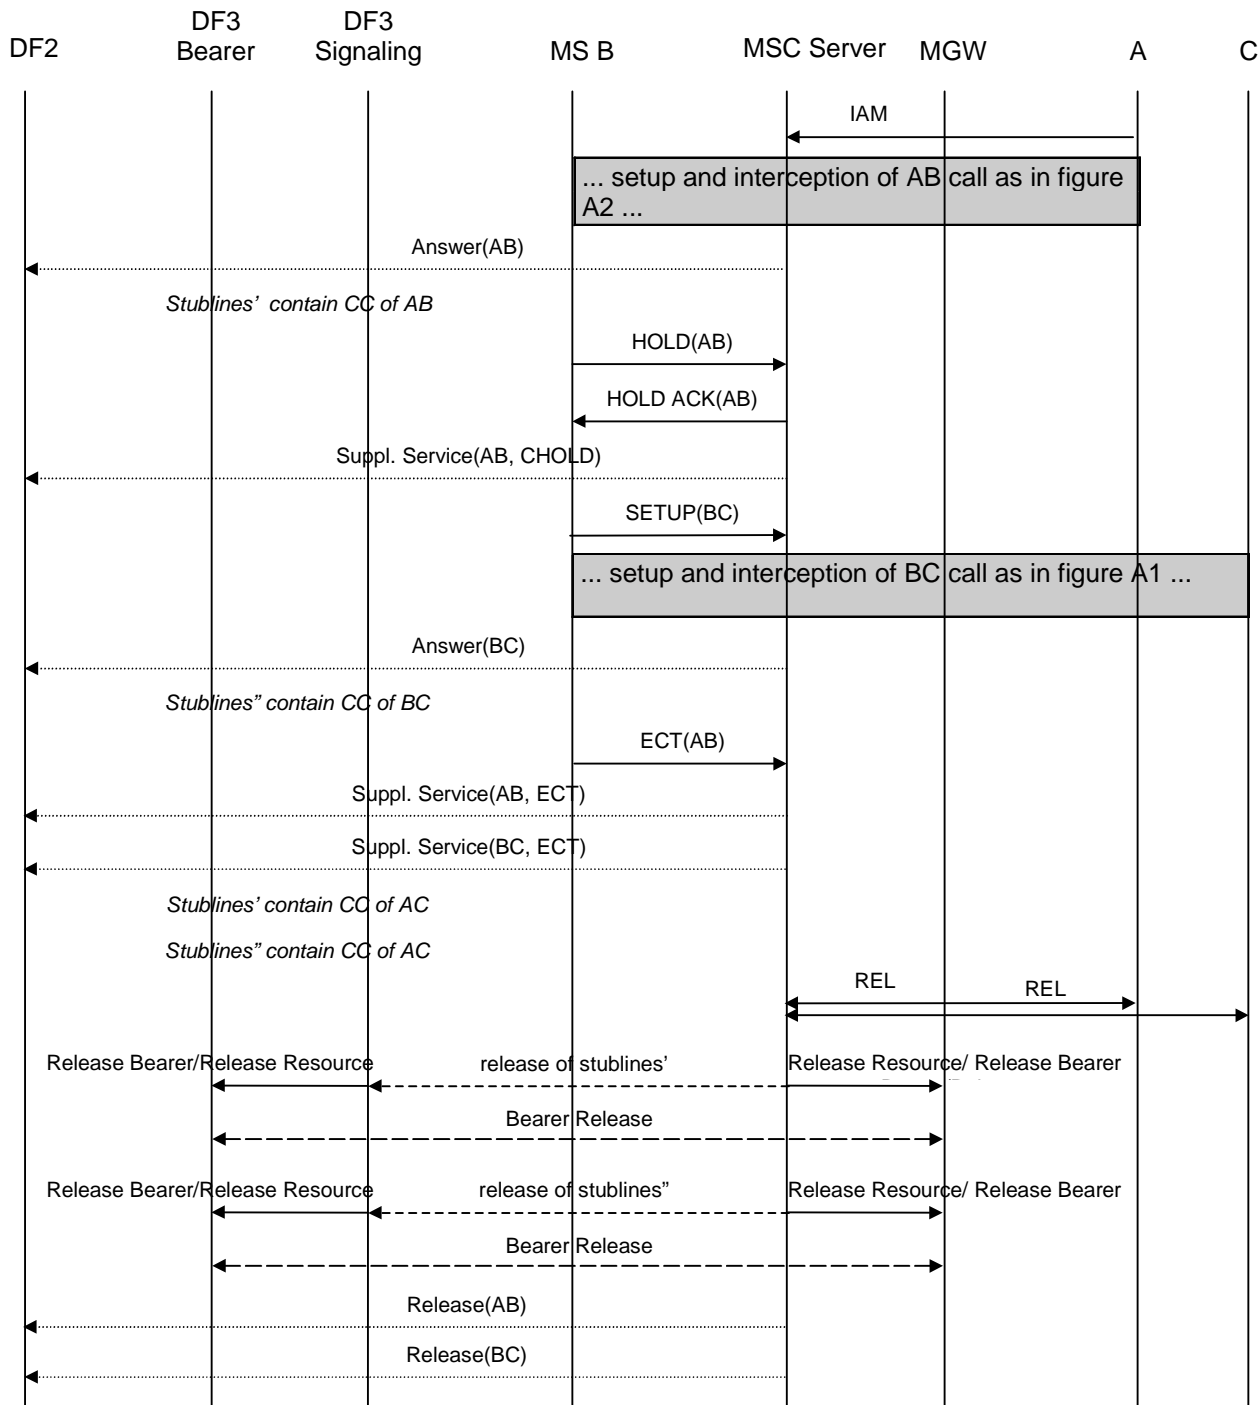 DF3
DF3
DF2
Bearer
Signaling
MS B
MSC Server
MGW
A
C
IAM
... setup and interception of AB call as in figure
A2 ...
Answer(AB)
Stublines’ contain CC of AB
HOLD(AB)
HOLD ACK(AB)
Suppl. Service(AB, CHOLD)
SETUP(BC)
... setup and interception of BC call as in figure A1 ...
Answer(BC)
Stublines” contain CC of BC
ECT(AB)
Suppl. Service(AB, ECT)
Suppl. Service(BC, ECT)
Stublines’ contain CC of AC
Stublines” contain CC of AC
REL
REL
Release Bearer/Release Resource
release of stublines’
Release Resource/ Release Bearer
Bearer Release
Release Bearer/Release Resource
release of stublines”
Release Resource/ Release Bearer
Bearer Release
Release(AB)
Release(BC)